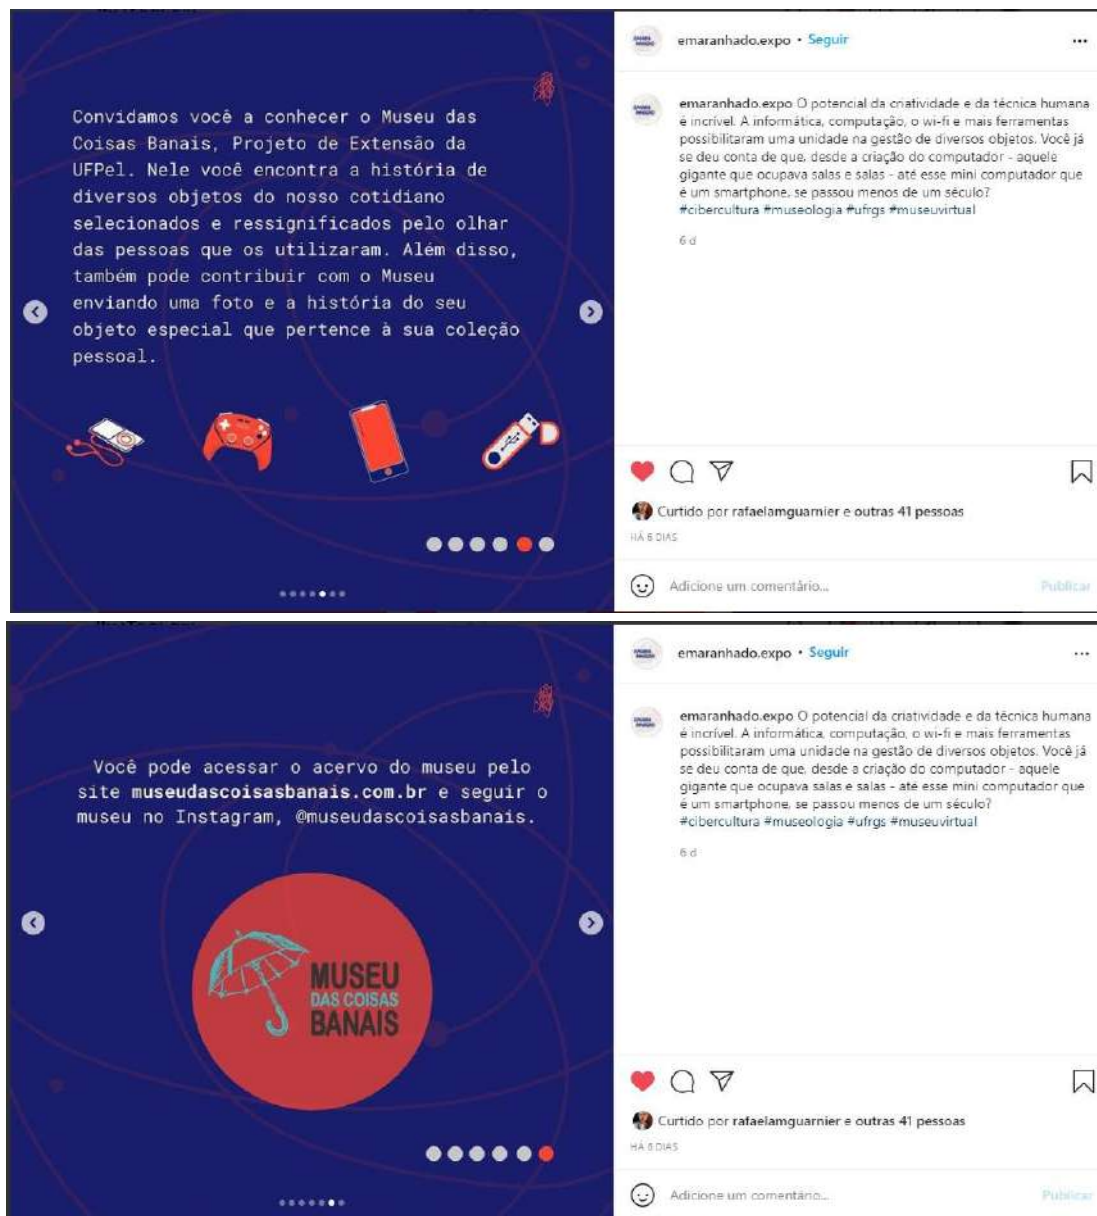 Convidamos você a conhecer o Museu das
Coisas Banais, Projeto de Extensão da
UFPel. Nele você encontra a história de
diversos objetos do nosso cotidiano
selecionados e ressignificados pelo olhar
das pessoas que os utilizaram. Além disso,
também pode contribuir com o Museu
enviando uma foto e a história do seu
objeto especial que pertence à sua coleção
pessoal.
emaranhado.expo • Seguir
emaranhado.expo O potencial da criatividade e da técnica humana
é incrível. A informática, computação, o wi-fi e mais ferramentas
possibilitaram uma unidade na gestão de diversos objetos. Você já
se deu conta de que, desde a criação do computador - aquele
gigante que ocupava salas e salas - até esse mini computador que
é um smartphone, se passou menos de um século?
#cibercultura #museologia #ufrgs #museuvirtual
6 d
Curtido por rafaelamguarnier e outras 41 pessoas
HÁ 6 DIAS
Adicione um comentário...
Publicar
Você pode acessar o acervo do museu pelo
site museudascoisasbanais.com.br e seguir o
museu no Instagram, @museudascoisasbanais.
MUSEU
DAS COISAS
BANAIS
emaranhado.expo • Seguir
emaranhado.expo O potencial da criatividade e da técnica humana
é incrível. A informática, computação, o wi-fi e mais ferramentas
possibilitaram uma unidade na gestão de diversos objetos. Você já
se deu conta de que, desde a criação do computador - aquele
gigante que ocupava salas e salas - até esse mini computador que
é um smartphone, se passou menos de um século?
#cibercultura #museologia #ufrgs #museuvirtual
6 d
Curtido por rafaelamguarnier e outras 41 pessoas
HÁ 6 DIAS
Adicione um comentário...
Publicar